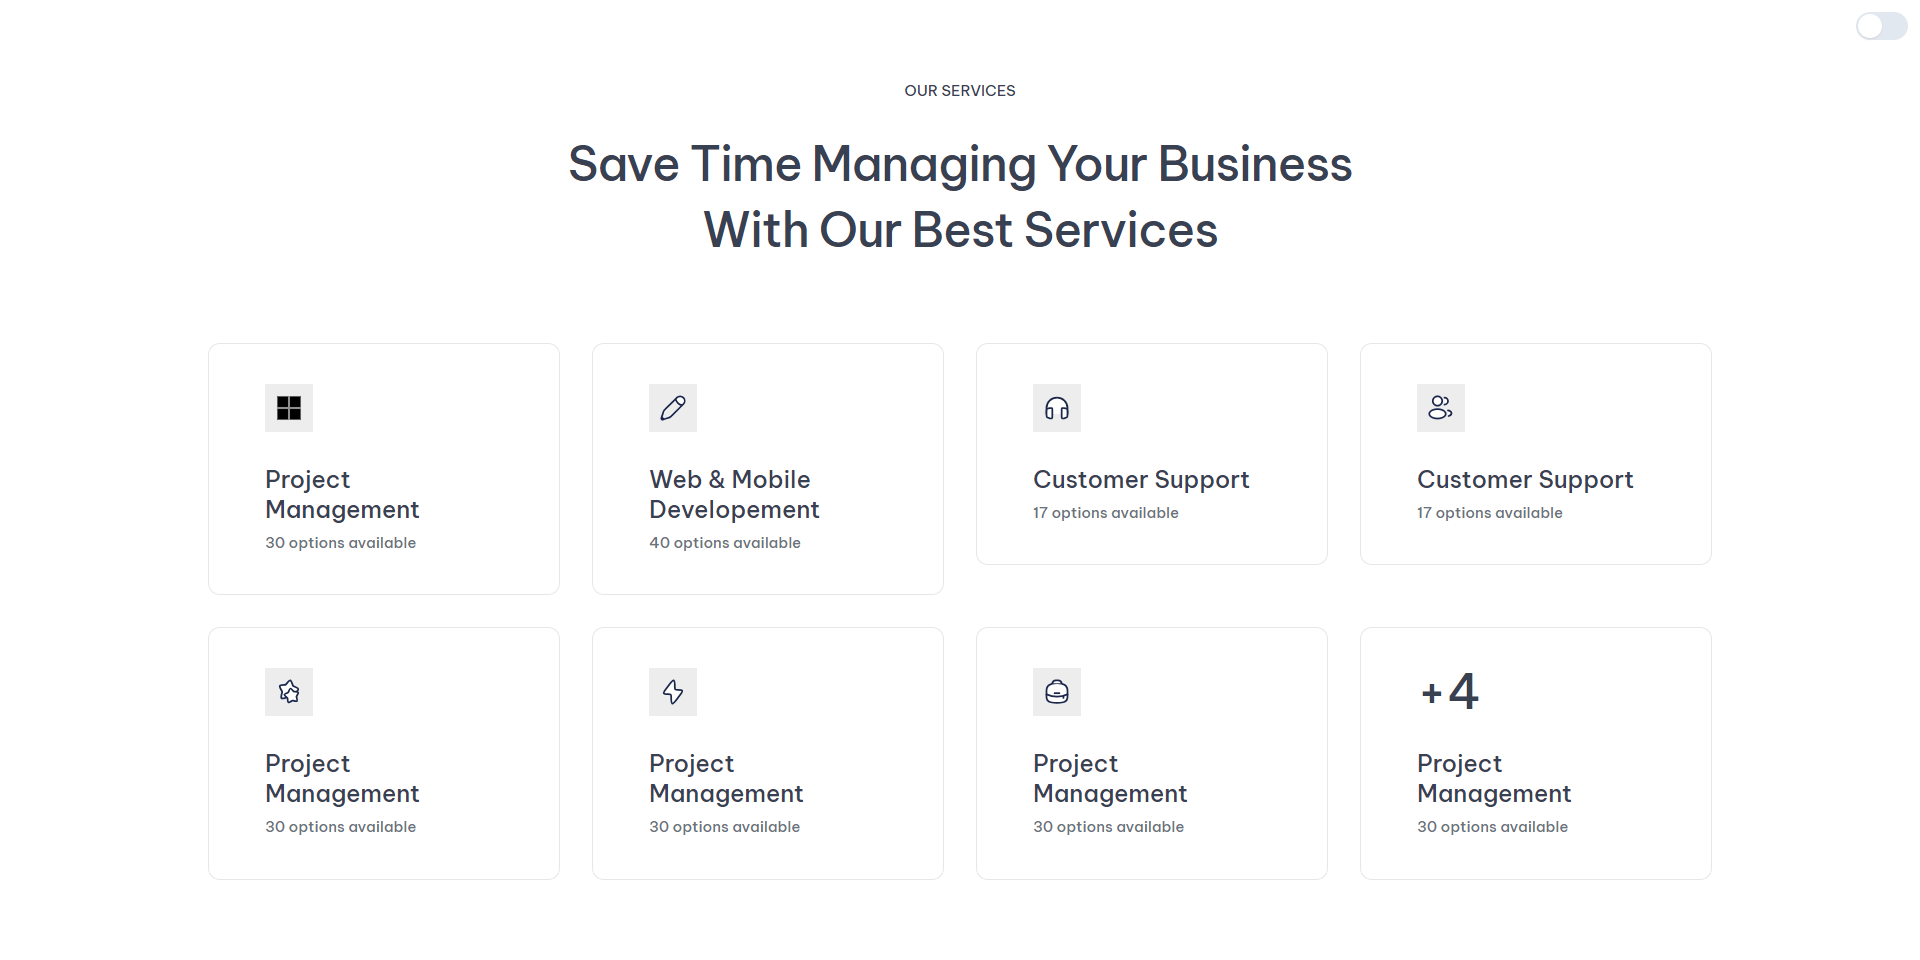 OUR SERVICES
Save Time Managing Your Business
With Our Best Services
Project
Management
30 options available
Web & Mobile
Developement
40 options available
Customer Support
17 options available
Customer Support
17 options available
Project
Management
30 options available
Project
Management
30 options available
Project
Management
30 options available
+4
Project
Management
30 options available